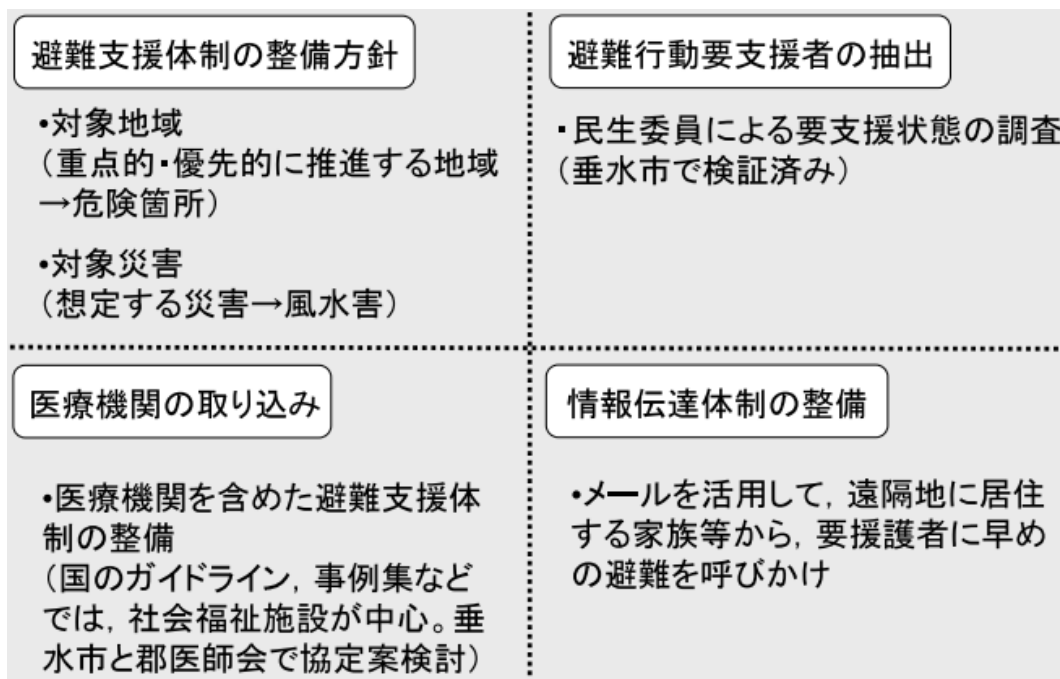 避難支援体制の整備方針
•対象地域
（重点的・優先的に推進する地域
→危険箇所）
•対象災害
（想定する災害→風水害）
避難行動要支援者の抽出
・民生委員による要支援状態の調査
（垂水市で検証済み）
医療機関の取り込み
•医療機関を含めた避難支援体
制の整備
（国のガイドライン，事例集など
では，社会福祉施設が中心。垂
水市と郡医師会で協定案検討）
情報伝達体制の整備
•メールを活用して，遠隔地に居住
する家族等から，要援護者に早め
の避難を呼びかけ